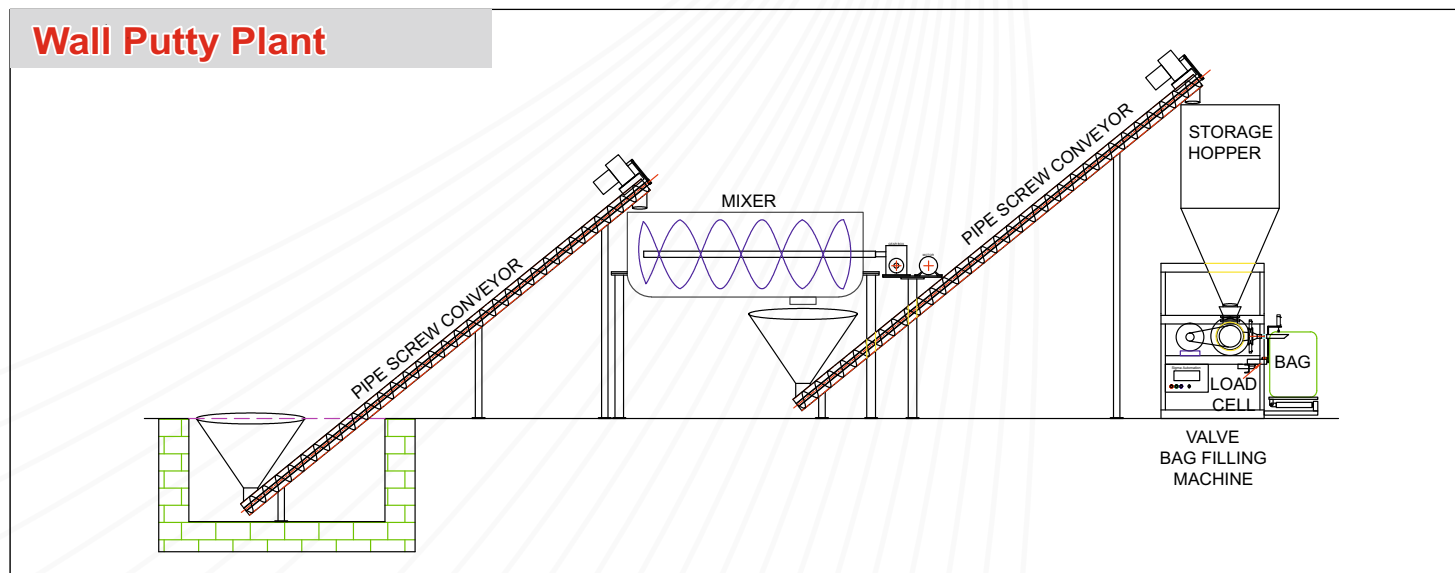 Wall Putty Plant
PIPE SCREW CONVEYOR
MIXER
PIPE SCREW CONVEYOR
STORAGE
HOPPER
BAG
LOAD
CELL
VALVE
BAG FILLING
MACHINE